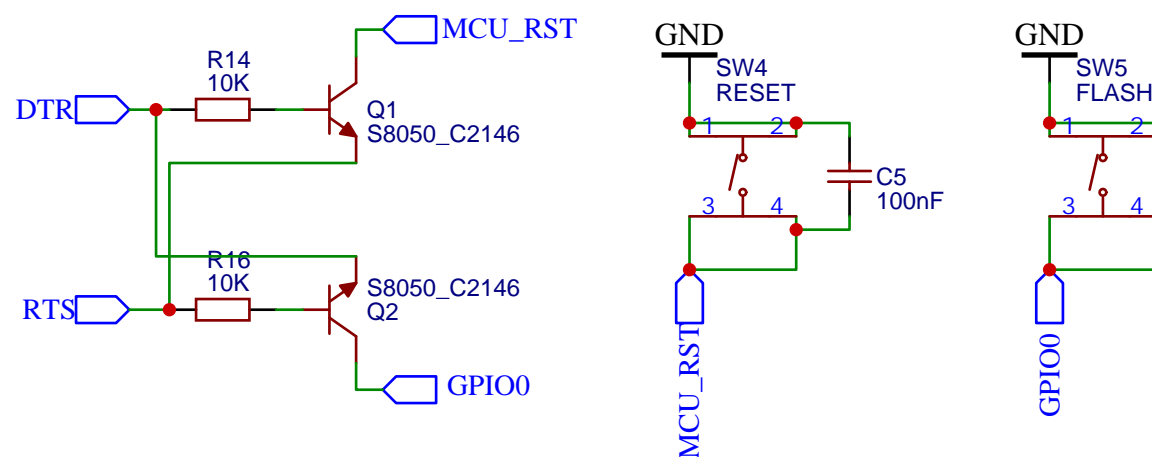 MCU_RST
R14
10K
DTR
Q1
S8050_C2146
R16
10K
RTS
S8050_C2146
Q2
GPIO0
GND
SW4
RESET
1 2
3 4
C5
100nF
MCU_RST
GND
SW5
FLASH
1 2
3 4
GPIO0